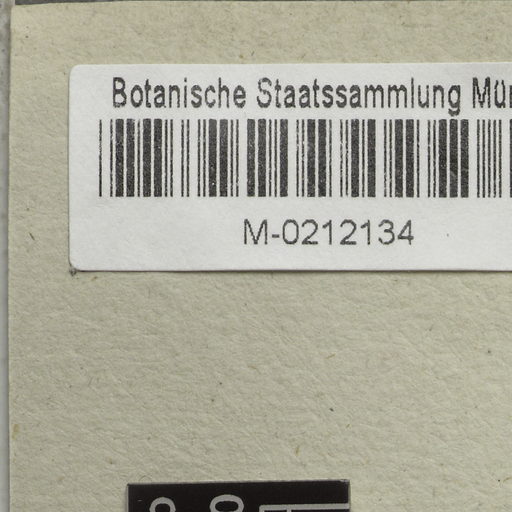 Botanische Staatssammlung Mün
M-0212134